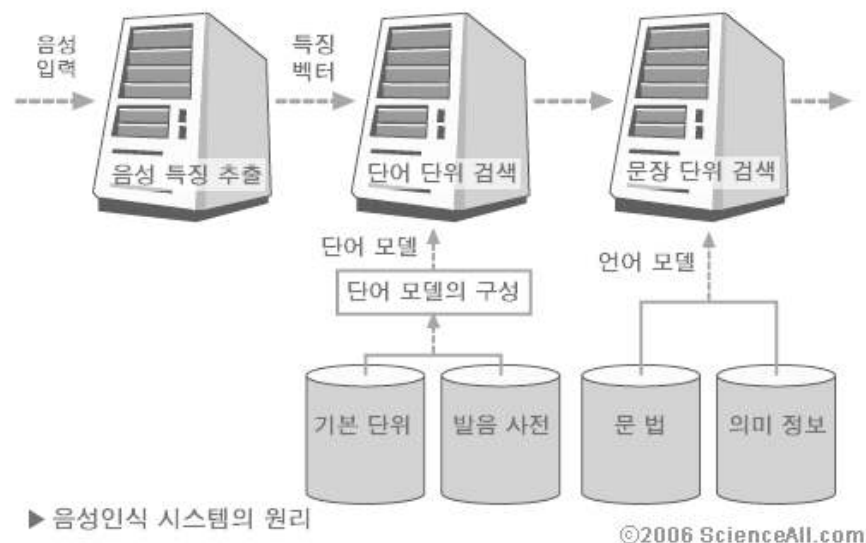 음성
입력
특징
벡터
음성 특징 추출
단어 단위 검색
문장 단위 검색
단어 모델
언어 모델
단어 모델의 구성
기본 단위
발음 사전
문 법
의미 정보
▶ 음성인식 시스템의 원리
©2006 ScienceAll.com